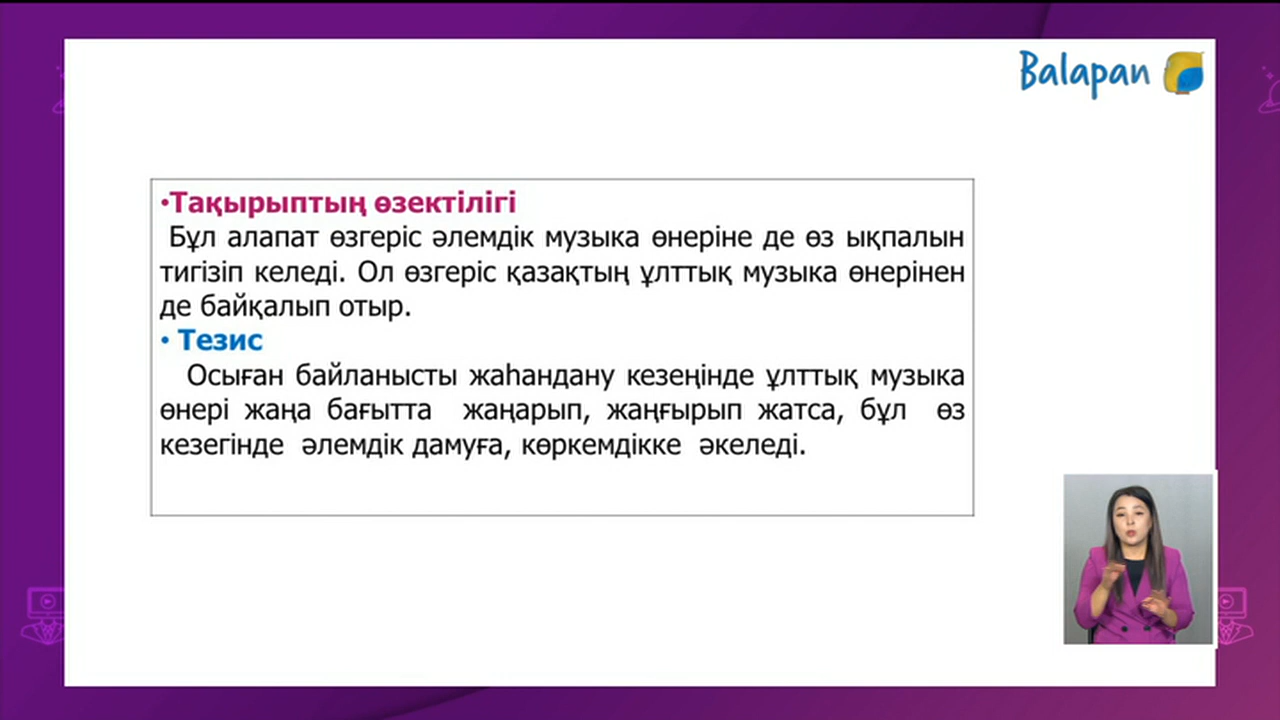 Balapan
•Тақырыптың өзектілігі
Бұл алапат өзгеріс әлемдік музыка өнеріне де өз ықпалын
тигізіп келеді. Ол өзгеріс қазақтың ұлттық музыка өнерінен
де байқалып отыр.
• Тезис
Осыған байланысты жаһандану кезеңінде ұлттық музыка
өнері жаңа бағытта жаңарып, жаңғырып жатса, бұл өз
кезегінде әлемдік дамуға, көркемдікке әкеледі.